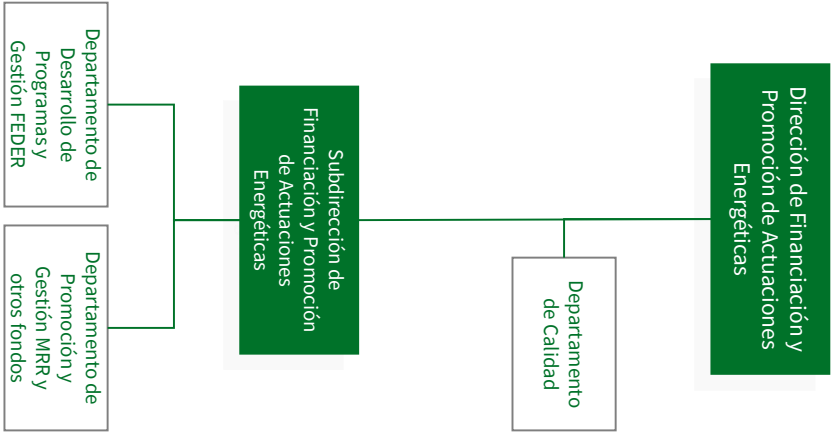 Dirección de Financiación y
Promoción de Actuaciones
Energéticas
Departamento
de Calidad
Subdirección de
Financiación y Promoción
de Actuaciones
Energéticas
Departamento de
Desarrollo de
Programas y
Gestión FEDER
Departamento de
Promoción y
Gestión MRR y
otros fondos